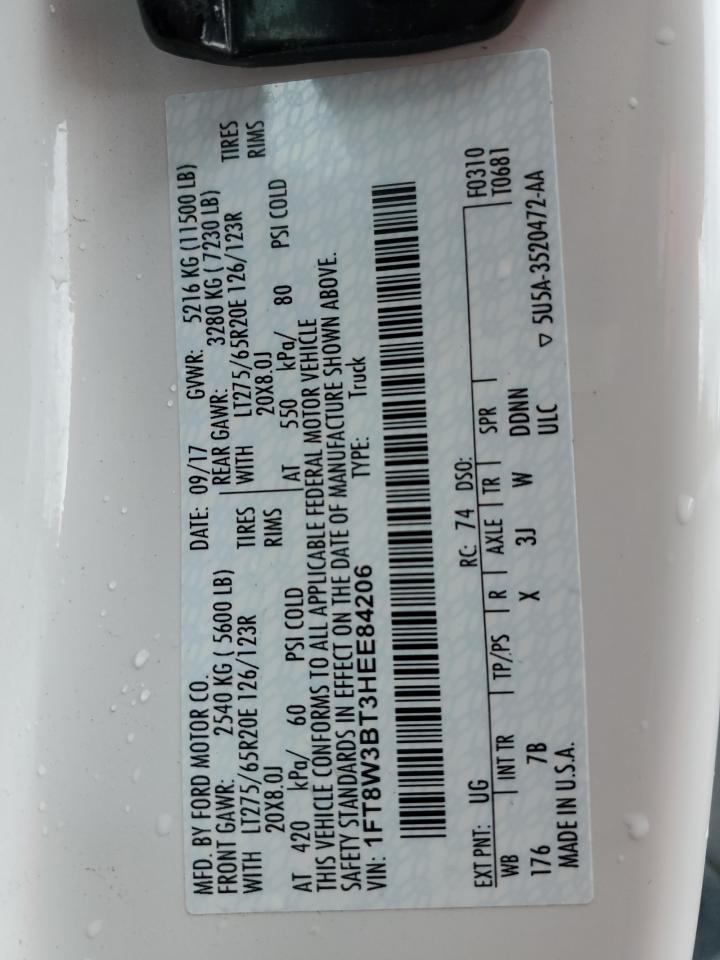 MFD. BY FORD MOTOR CO.
DATE: 09/17 GVWR: 5216 KG (11500 LB)
FRONT GAWR: 2540 KG ( 5600 LB)
REAR GAWR: 3280 KG ( 7230 LB)
WITH LT275/65R20E 126/123R TIRES
WITH LT275/65R20E 126/123R TIRES
20X8.0J RIMS
20X8.0J RIMS
AT 420 kPa/ 60 PSI COLD
AT 550 kPa/ 80 PSI COLD
THIS VEHICLE CONFORMS TO ALL APPLICABLE FEDERAL MOTOR VEHICLE
SAFETY STANDARDS IN EFFECT ON THE DATE OF MANUFACTURE SHOWN ABOVE.
VIN: 1FT8W3BT3HEE84206 TYPE: Truck
F0310
T0681
EXT PNT: UG RC: 74 DSO:
WB INT TR TP/PS R AXLE TR SPR
176 7B X 3J W DDNN
MADE IN U.S.A. ULC
▽ 5U5A-3520472-AA